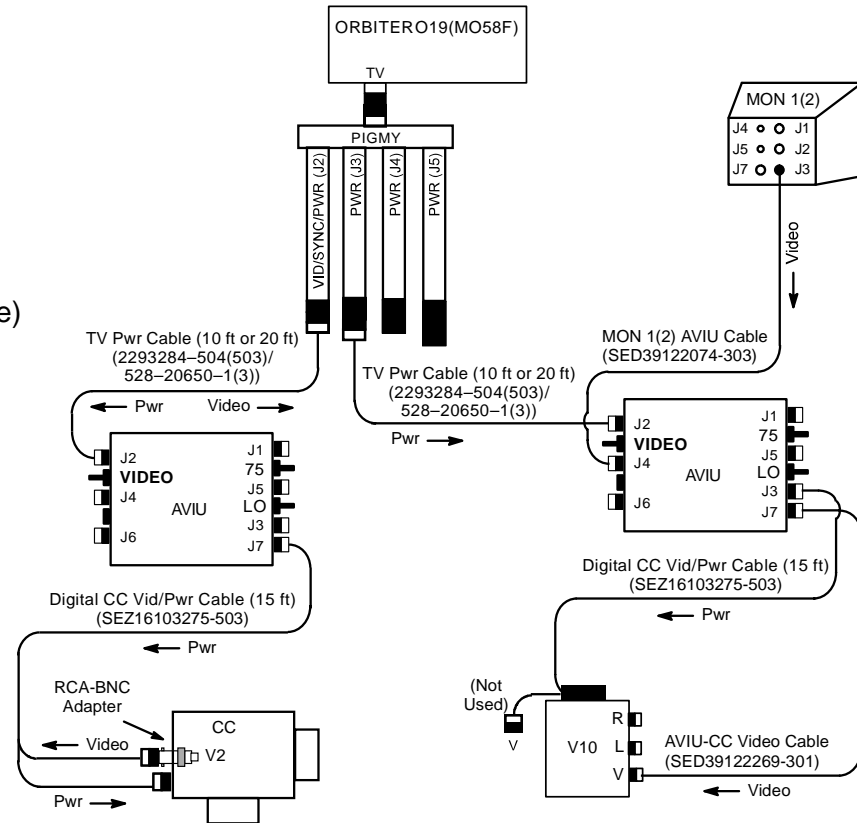 ORBITERO19(MO58F)
TV
PIGMY
VID/SYNC/PWR (J2)
PWR (J3)
PWR (J4)
PWR (J5)
MON 1(2)
J4 J1
J5 J2
J7 J3
Video
e)
TV Pwr Cable (10 ft or 20 ft)
(2293284–504(503)/
528–20650–1(3))
Pwr Video
MON 1(2) AVIU Cable
(SED39122074-303)
TV Pwr Cable (10 ft or 20 ft)
(2293284–504(503)/
528–20650–1(3))
Pwr
J2
VIDEO
J4
J6
AVIU
J1
75
J5
LO
J3
J7
J2
VIDEO
J4
J6
AVIU
J1
75
J5
LO
J3
J7
Digital CC Vid/Pwr Cable (15 ft)
(SEZ16103275-503)
Pwr
Digital CC Vid/Pwr Cable (15 ft)
(SEZ16103275-503)
Pwr
RCA-BNC
Adapter
CC
V2
Video
Pwr
(Not
Used)
V
V10
R
L
V
AVIU-CC Video Cable
(SED39122269-301)
Video